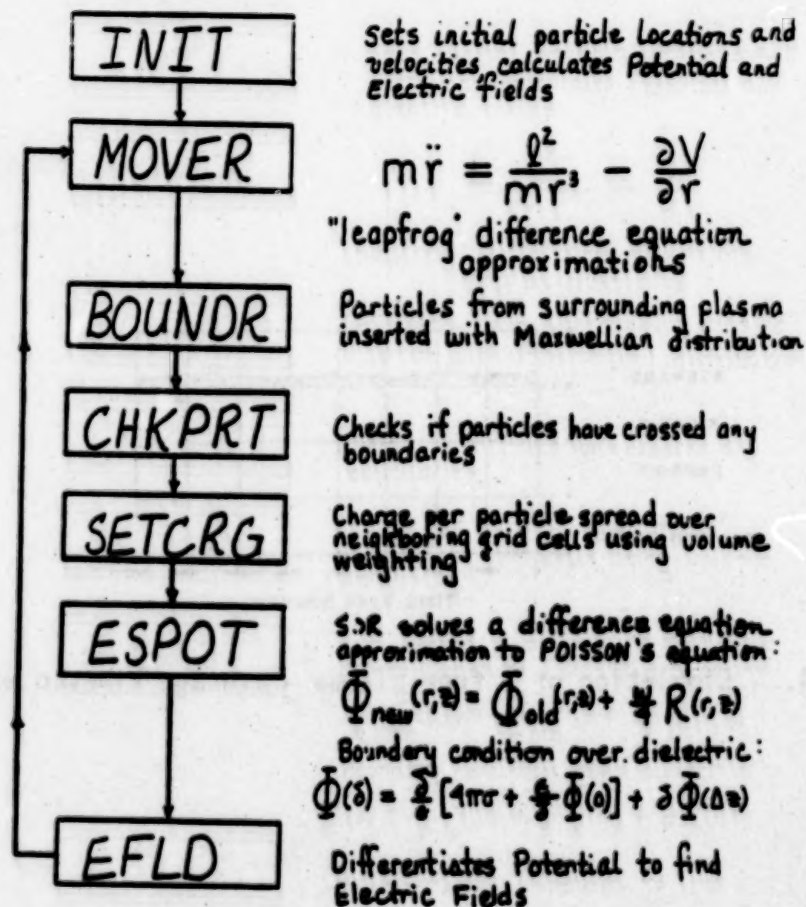 INIT
Sets initial particle Locations and
velocities, calculates Potential and
Electric fields
MOVER
mr̈ = ℓ²/mr³ − ∂V/∂r
"leapfrog" difference equation
approximations
BOUNDR
Particles from surrounding plasma
inserted with Maxwellian distribution
CHKPRT
Checks if particles have crossed any
boundaries
SETCRG
Charge per particle spread over
neighboring grid cells using volume
weighting
ESPOT
SOR solves a difference equation
approximation to POISSON's equation:
Φ̄new(r,z) = Φ̄old(r,z) + w/4 R(r,z)
Boundary condition over dielectric:
Φ̄(δ) = [4πσ + Φ̄(0)] + Φ̄(Δz)
EFLD
Differentiates Potential to find
Electric Fields